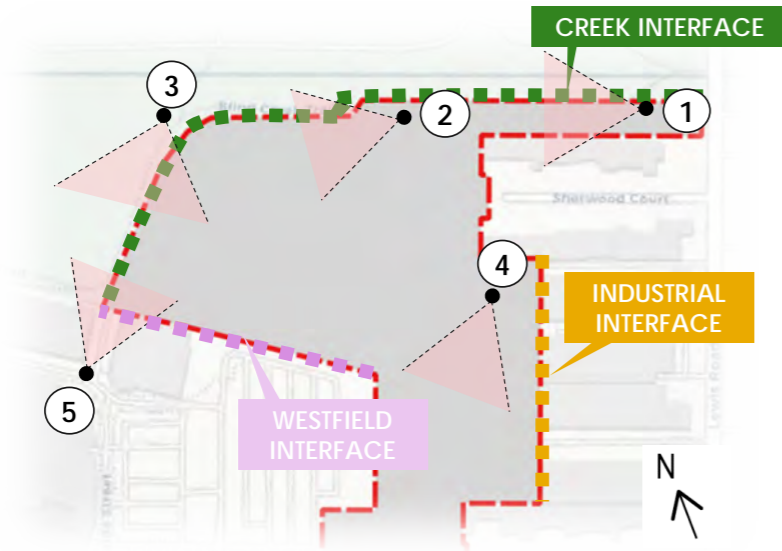 CREEK INTERFACE
3
2
1
Sherwood Court
4
INDUSTRIAL
INTERFACE
5
WESTFIELD
INTERFACE
N